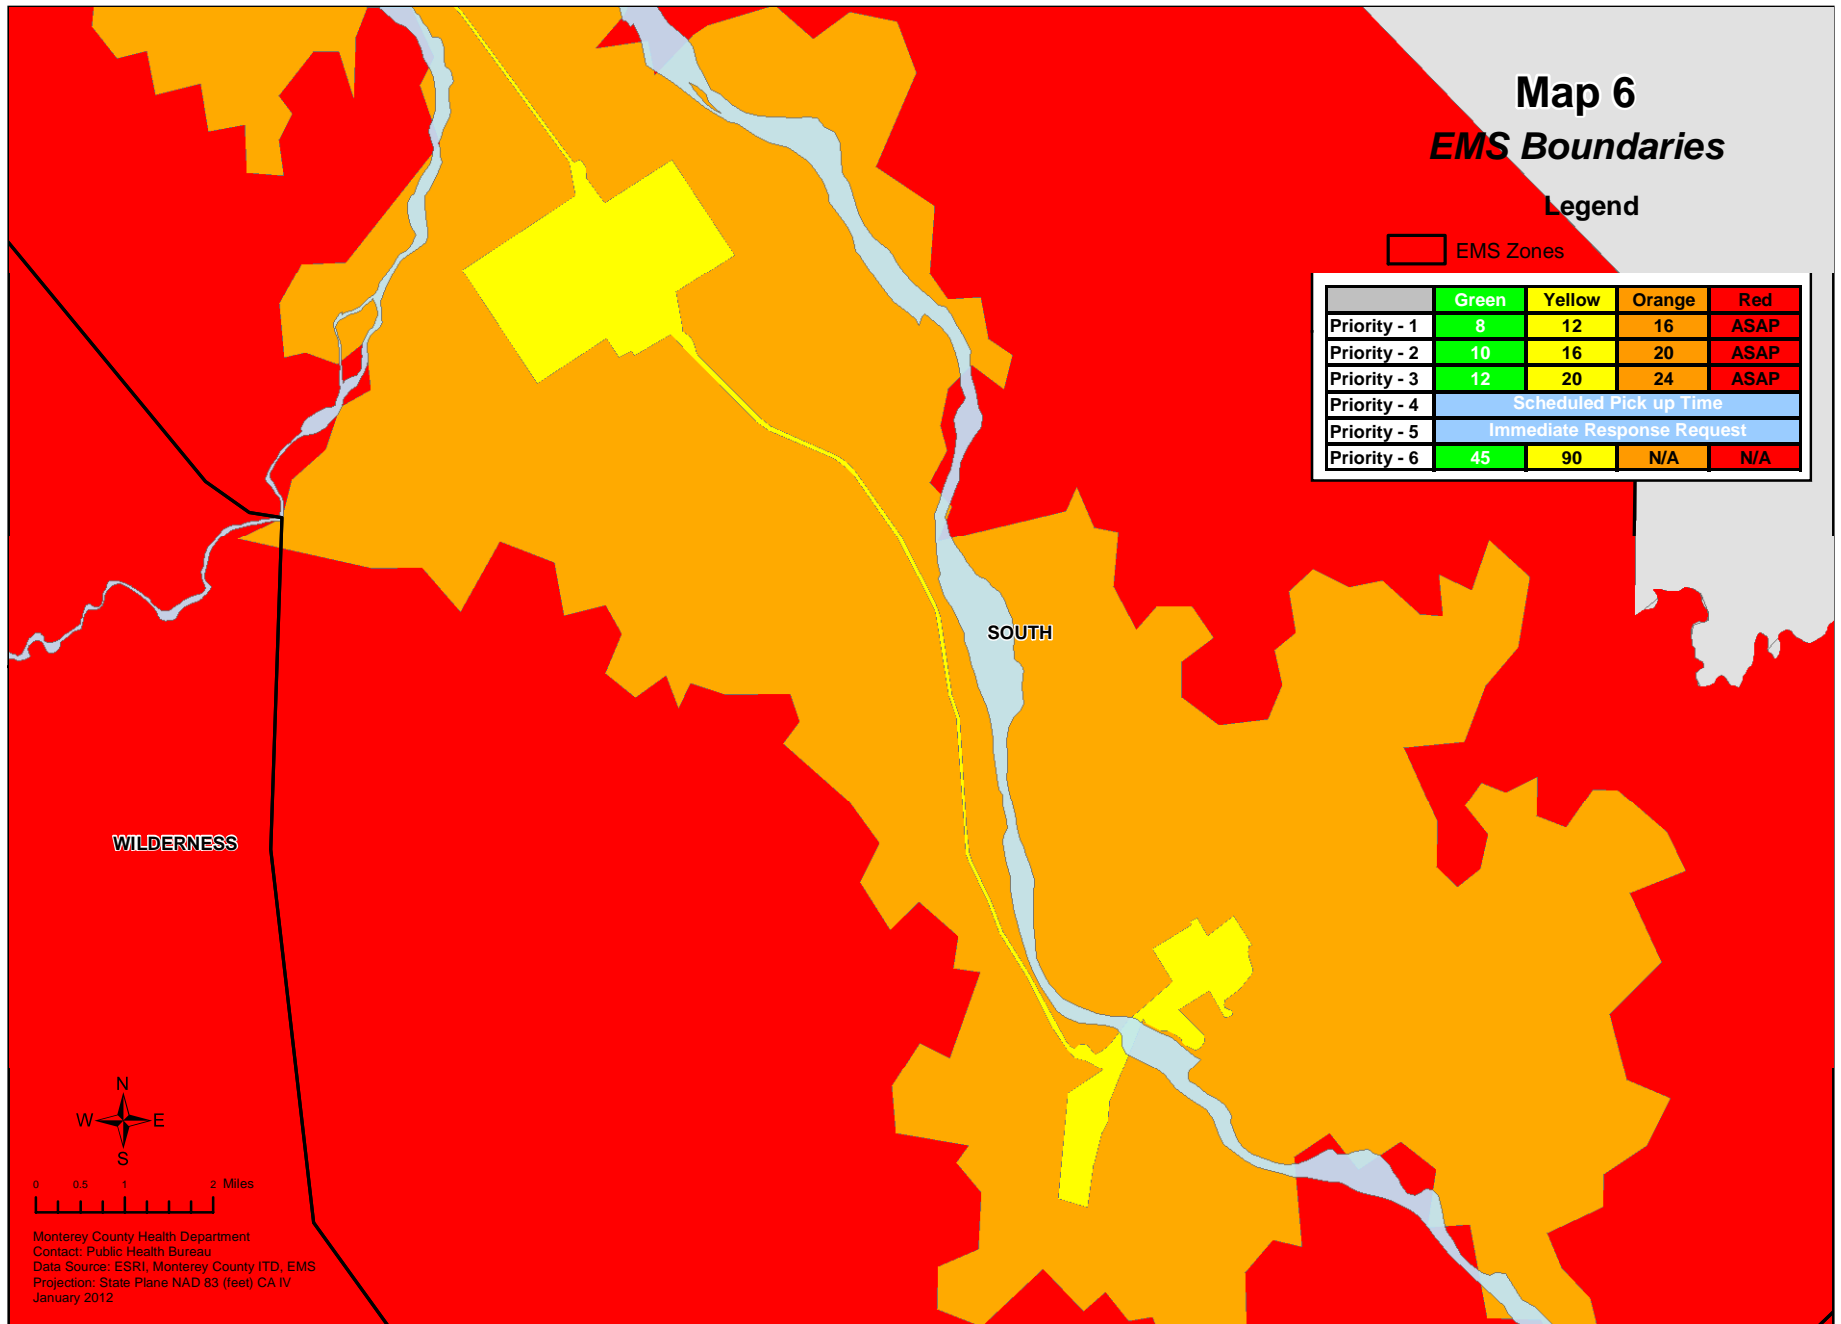 Map 6
EMS Boundaries
Legend
EMS Zones
Green Yellow Orange Red
Priority - 1 8 12 16 ASAP
Priority - 2 10 16 20 ASAP
Priority - 3 12 20 24 ASAP
Priority - 4 Scheduled Pick up Time
Priority - 5 Immediate Response Request
Priority - 6 45 90 N/A N/A
SOUTH
WILDERNESS
N
W E
S
0 0.5 1 2 Miles
Monterey County Health Department
Contact: Public Health Bureau
Data Source: ESRI, Monterey County ITD, EMS
Projection: State Plane NAD 83 (feet) CA IV
January 2012